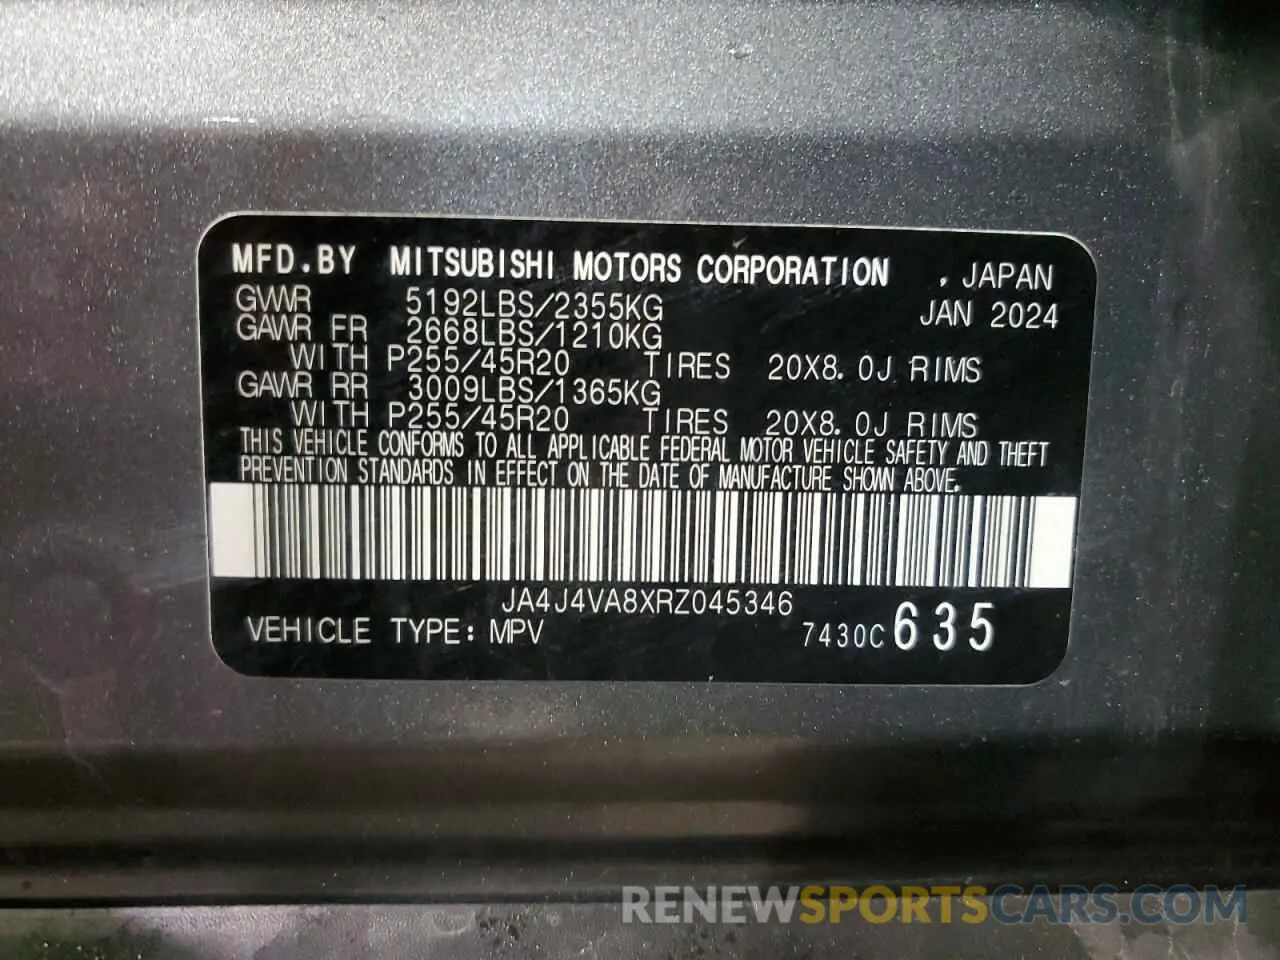 MFD.BY MITSUBISHI MOTORS CORPORATION , JAPAN
GVWR 5192LBS/2355KG JAN 2024
GAWR FR 2668LBS/1210KG
WITH P255/45R20 TIRES 20X8.0J RIMS
GAWR RR 3009LBS/1365KG
WITH P255/45R20 TIRES 20X8.0J RIMS
THIS VEHICLE CONFORMS TO ALL APPLICABLE FEDERAL MOTOR VEHICLE SAFETY AND THEFT
PREVENTION STANDARDS IN EFFECT ON THE DATE OF MANUFACTURE SHOWN ABOVE.
JA4J4VA8XRZ045346
VEHICLE TYPE: MPV 7430C 635
RENEWSPORTSCARS.COM